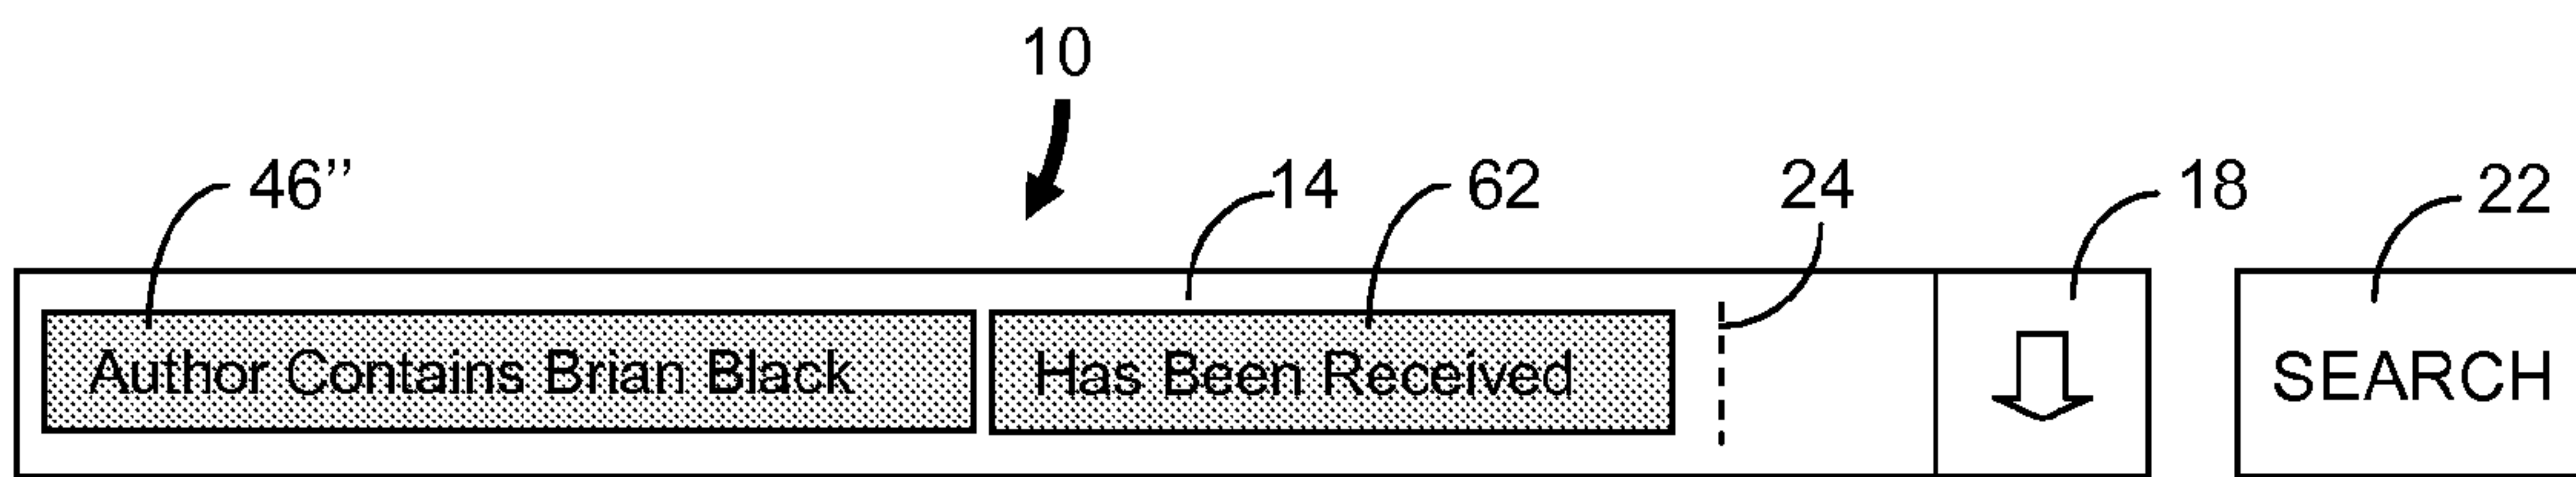 10
46’’ 14 62 24 18 22
Author Contains Brian Black Has Been Received SEARCH